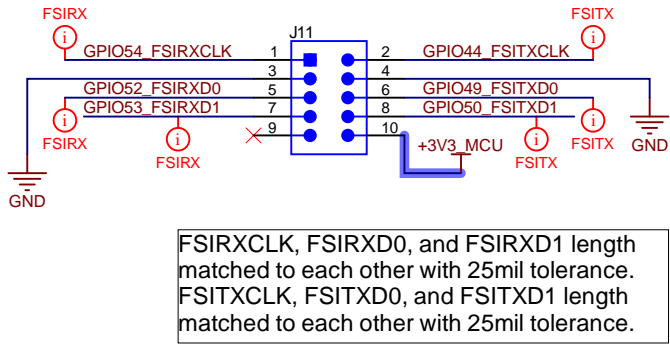 FSIRX
FSITX
J11
GPIO54_FSIRXCLK 1 2 GPIO44_FSITXCLK
3 4
GPIO52_FSIRXD0 5 6 GPIO49_FSITXD0
GPIO53_FSIRXD1 7 8 GPIO50_FSITXD1
9 10 +3V3_MCU
FSIRX
FSITX
GND
FSIRX
FSITX
GND
FSIRXCLK, FSIRXD0, and FSIRXD1 length
matched to each other with 25mil tolerance.
FSITXCLK, FSITXD0, and FSITXD1 length
matched to each other with 25mil tolerance.